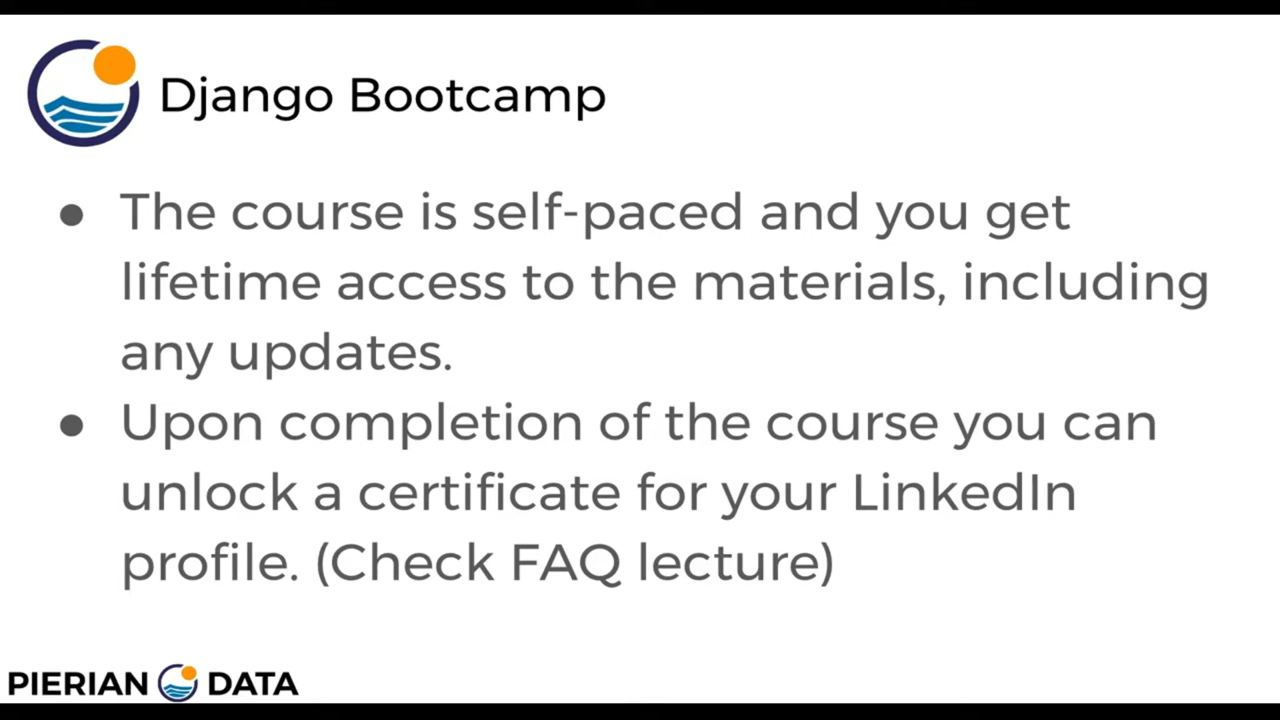 Django Bootcamp
● The course is self-paced and you get
lifetime access to the materials, including
any updates.
● Upon completion of the course you can
unlock a certificate for your LinkedIn
profile. (Check FAQ lecture)
PIERIAN DATA